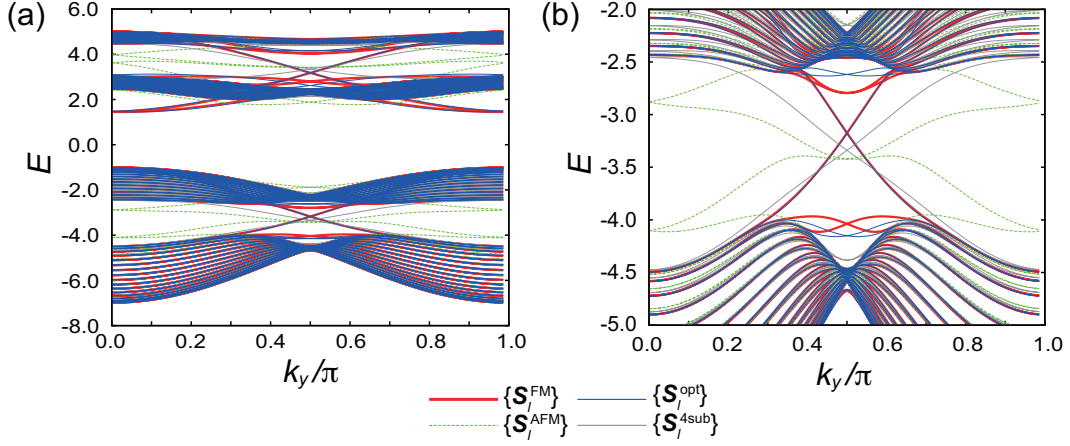 (a)
6.0
4.0
2.0
0.0
-2.0
-4.0
-6.0
-8.0
E
0.0 0.2 0.4 0.6 0.8 1.0
k_y/π
(b)
-2.0
-2.5
-3.0
-3.5
-4.0
-4.5
-5.0
E
0.0 0.2 0.4 0.6 0.8 1.0
k_y/π
{S_l^FM} {S_l^opt}
{S_l^AFM} {S_l^4sub}